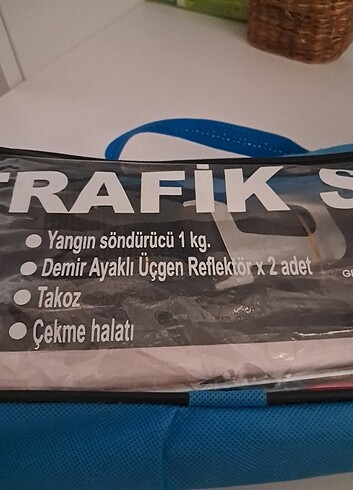 TRAFİK S
● Yangın söndürücü 1 kg.
● Demir Ayaklı Üçgen Reflektör x 2 adet
● Takoz
● Çekme halatı